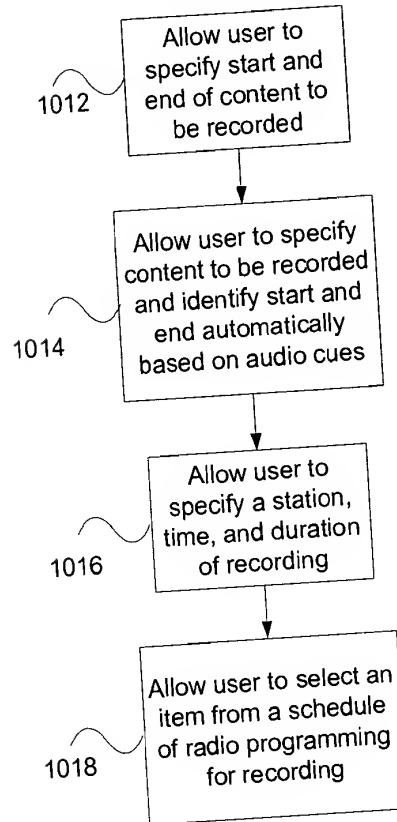 Allow user to
specify start and
end of content to
be recorded
1012
Allow user to specify
content to be recorded
and identify start and
end automatically
based on audio cues
1014
Allow user to
specify a station,
time, and duration
of recording
1016
Allow user to select an
item from a schedule
of radio programming
for recording
1018